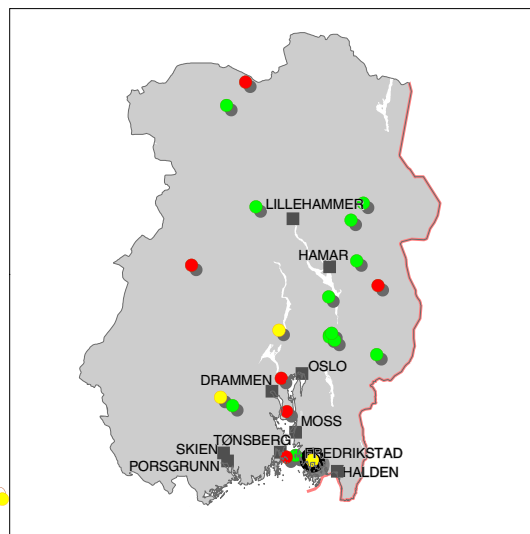 LILLEHAMMER
HAMAR
OSLO
DRAMMEN
MOSS
TØNSBERG
SKIEN
FREDRIKSTAD
PORSGRUNN
HALDEN